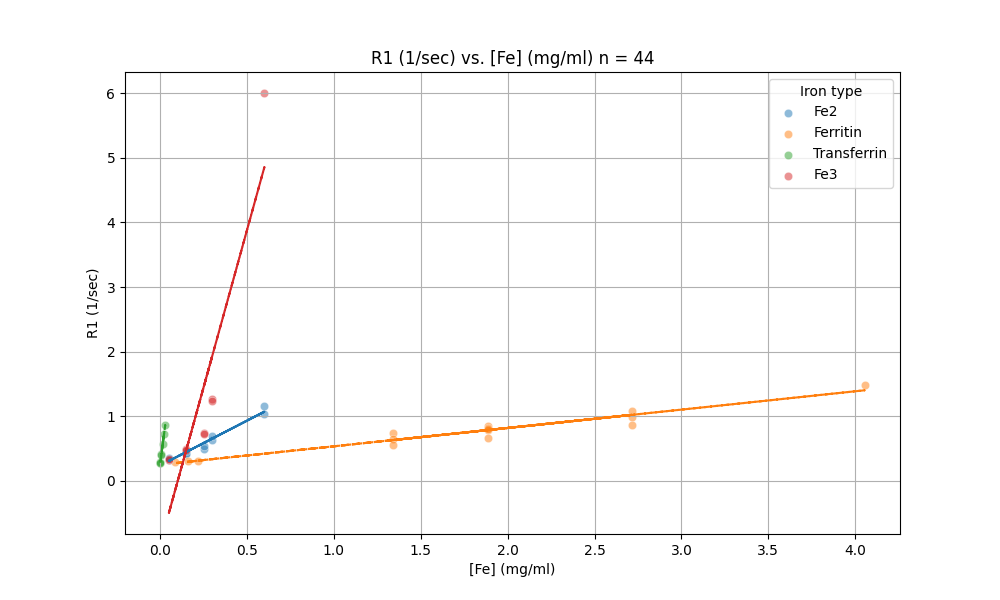 R1 (1/sec) vs. [Fe] (mg/ml) n = 44
Iron type
Fe2
Ferritin
Transferrin
Fe3
R1 (1/sec)
6
5
4
3
2
1
0
0.0 0.5 1.0 1.5 2.0 2.5 3.0 3.5 4.0
[Fe] (mg/ml)